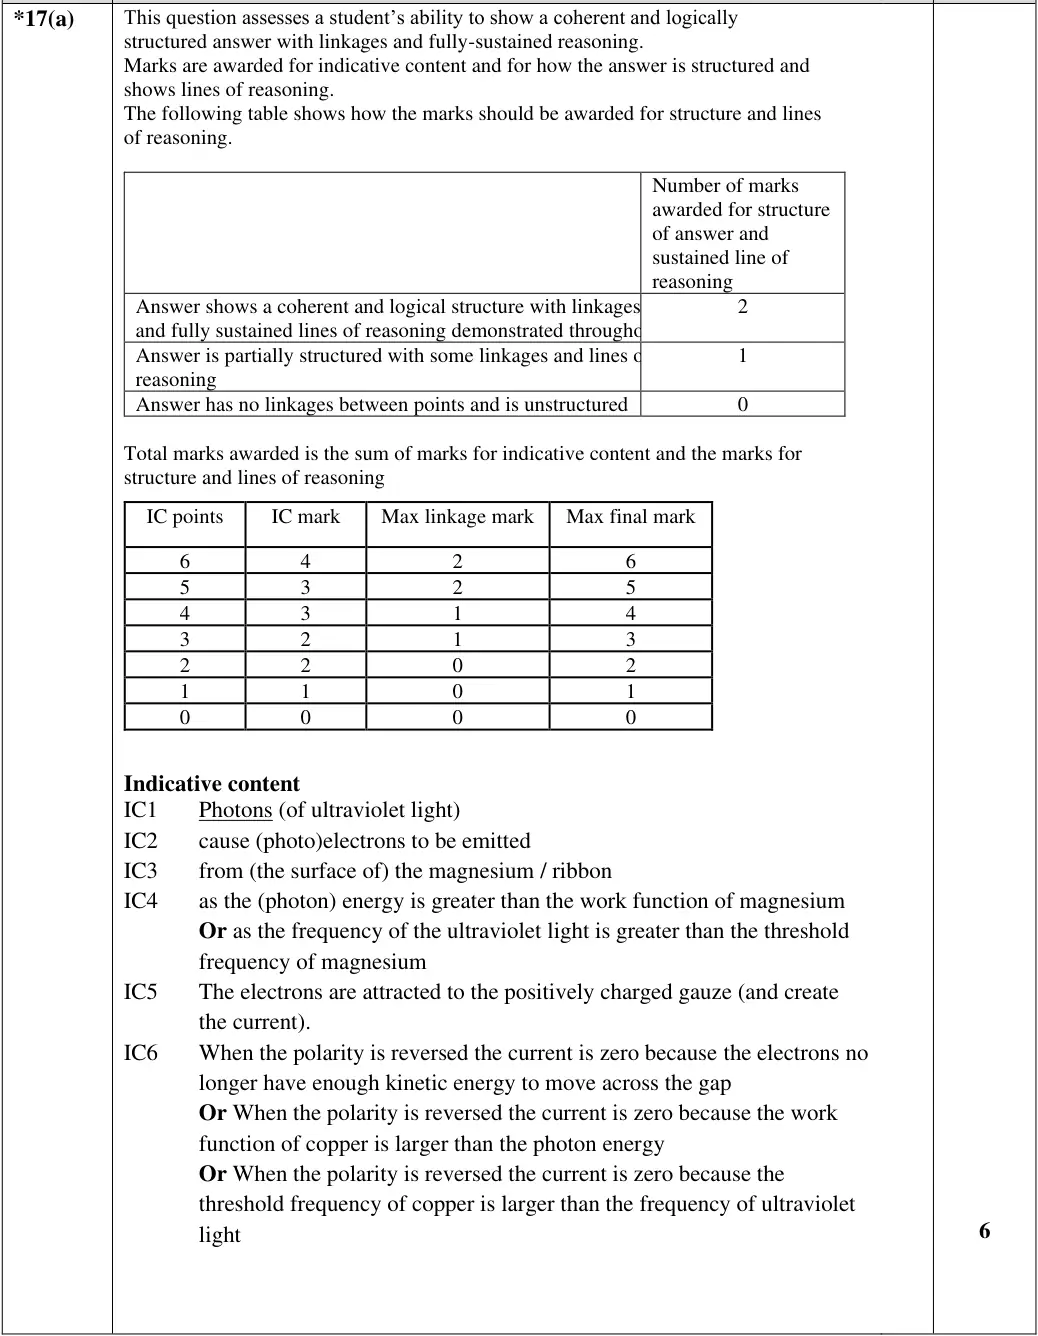 *17(a)
This question assesses a student’s ability to show a coherent and logically
structured answer with linkages and fully-sustained reasoning.
Marks are awarded for indicative content and for how the answer is structured and
shows lines of reasoning.
The following table shows how the marks should be awarded for structure and lines
of reasoning.
Number of marks
awarded for structure
of answer and
sustained line of
reasoning
Answer shows a coherent and logical structure with linkages 2
and fully sustained lines of reasoning demonstrated througho
Answer is partially structured with some linkages and lines o 1
reasoning
Answer has no linkages between points and is unstructured 0
Total marks awarded is the sum of marks for indicative content and the marks for
structure and lines of reasoning
IC points IC mark Max linkage mark Max final mark
6 4 2 6
5 3 2 5
4 3 1 4
3 2 1 3
2 2 0 2
1 1 0 1
0 0 0 0
Indicative content
IC1 Photons (of ultraviolet light)
IC2 cause (photo)electrons to be emitted
IC3 from (the surface of) the magnesium / ribbon
IC4 as the (photon) energy is greater than the work function of magnesium
Or as the frequency of the ultraviolet light is greater than the threshold
frequency of magnesium
IC5 The electrons are attracted to the positively charged gauze (and create
the current).
IC6 When the polarity is reversed the current is zero because the electrons no
longer have enough kinetic energy to move across the gap
Or When the polarity is reversed the current is zero because the work
function of copper is larger than the photon energy
Or When the polarity is reversed the current is zero because the
threshold frequency of copper is larger than the frequency of ultraviolet
light
6